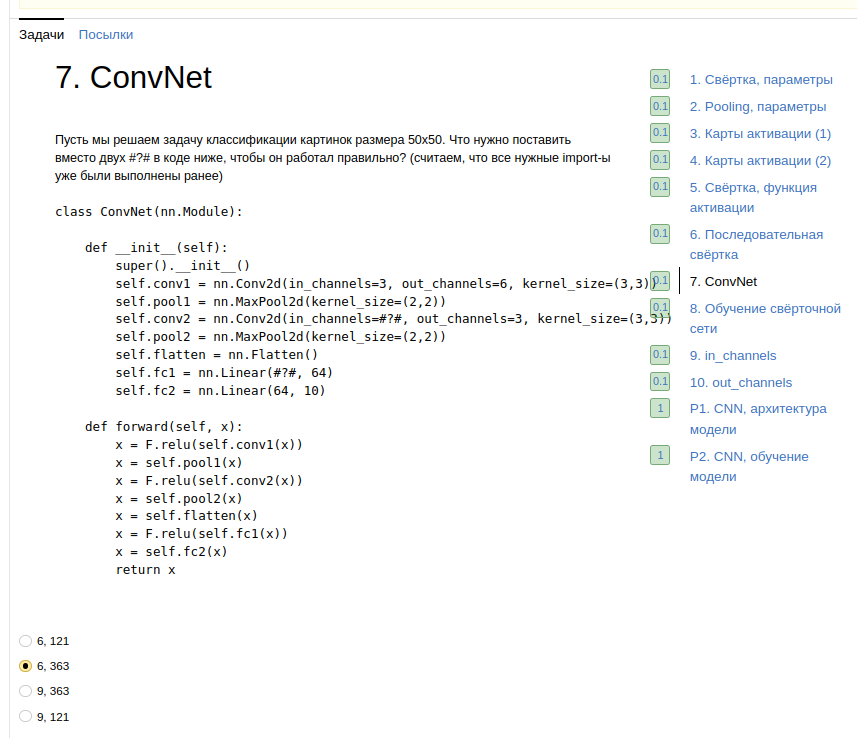 Задачи Посылки
7. ConvNet
Пусть мы решаем задачу классификации картинок размера 50x50. Что нужно поставить
вместо двух #?# в коде ниже, чтобы он работал правильно? (считаем, что все нужные import-ы
уже были выполнены ранее)
class ConvNet(nn.Module):
def __init__(self):
super().__init__()
self.conv1 = nn.Conv2d(in_channels=3, out_channels=6, kernel_size=(3,3))
self.pool1 = nn.MaxPool2d(kernel_size=(2,2))
self.conv2 = nn.Conv2d(in_channels=#?#, out_channels=3, kernel_size=(3,3))
self.pool2 = nn.MaxPool2d(kernel_size=(2,2))
self.flatten = nn.Flatten()
self.fc1 = nn.Linear(#?#, 64)
self.fc2 = nn.Linear(64, 10)
def forward(self, x):
x = F.relu(self.conv1(x))
x = self.pool1(x)
x = F.relu(self.conv2(x))
x = self.pool2(x)
x = self.flatten(x)
x = F.relu(self.fc1(x))
x = self.fc2(x)
return x
6, 121
6, 363
9, 363
9, 121
0.1 1. Свёртка, параметры
0.1 2. Pooling, параметры
0.1 3. Карты активации (1)
0.1 4. Карты активации (2)
0.1 5. Свёртка, функция
активации
0.1 6. Последовательная
свёртка
0.1 7. ConvNet
0.1 8. Обучение свёрточной
сети
0.1 9. in_channels
0.1 10. out_channels
1 P1. CNN, архитектура
модели
1 P2. CNN, обучение
модели